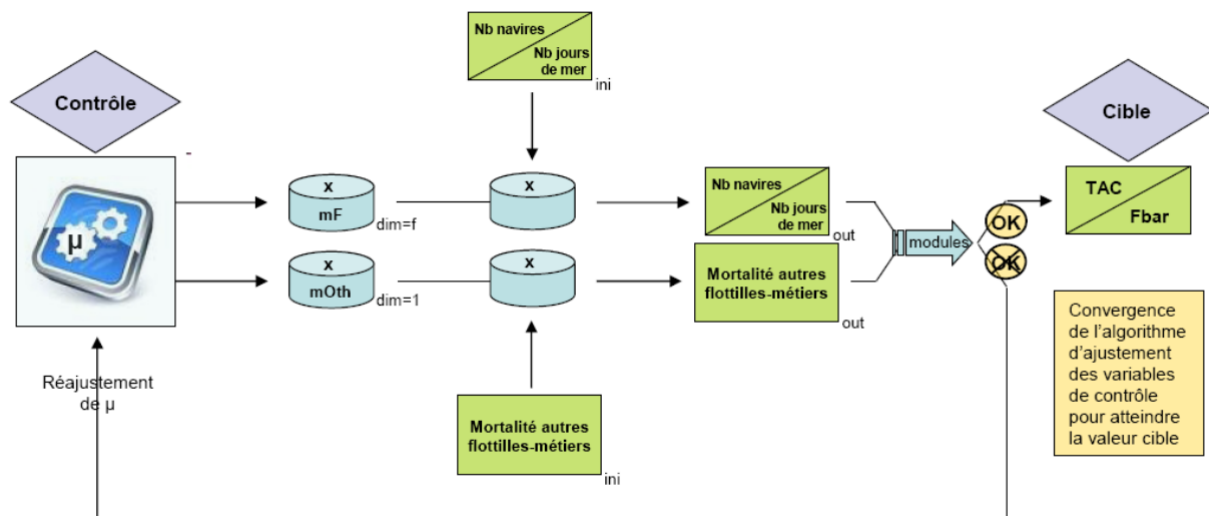 Contrôle
Cible
Nb navires
Nb jours
de mer
ini
-
µ
x
mF
dim=f
x
mOth
dim=1
x
x
Nb navires
Nb jours
de mer
out
Mortalité autres
flottilles-métiers
out
modules
OK
OK
TAC
Fbar
Réajustement
de µ
Mortalité autres
flottilles-métiers
ini
Convergence
de l'algorithme
d'ajustement
des variables
de contrôle
pour atteindre
la valeur cible